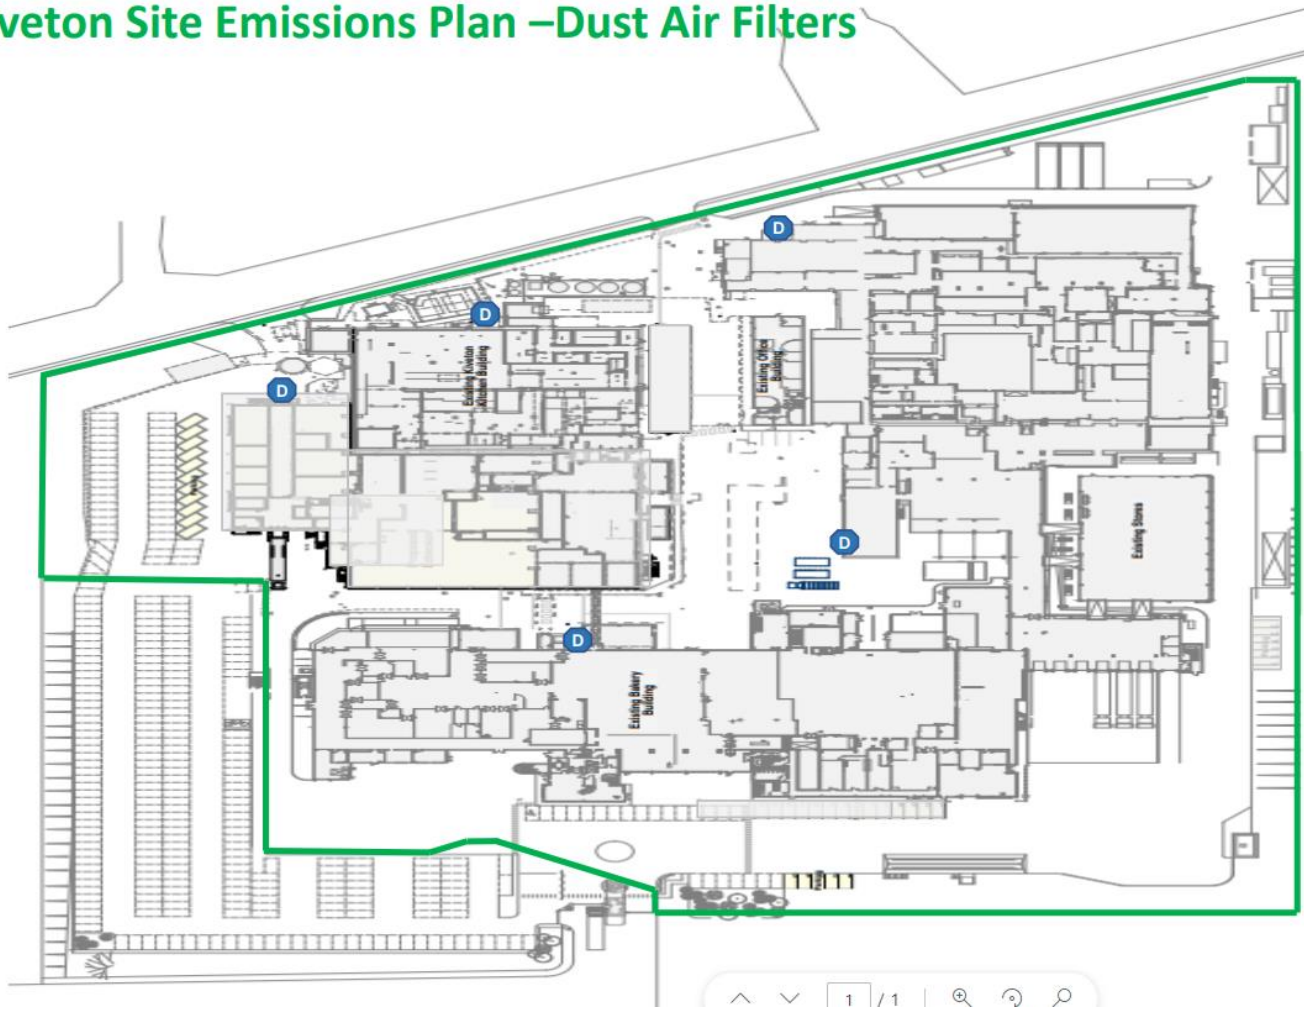 veton Site Emissions Plan –Dust Air Filters
D
D
D
Existing Kiveton
Kitchen Building
Existing Office
Building
Parking
D
Existing Stores
D
Existing Bakery
Building
1 / 1